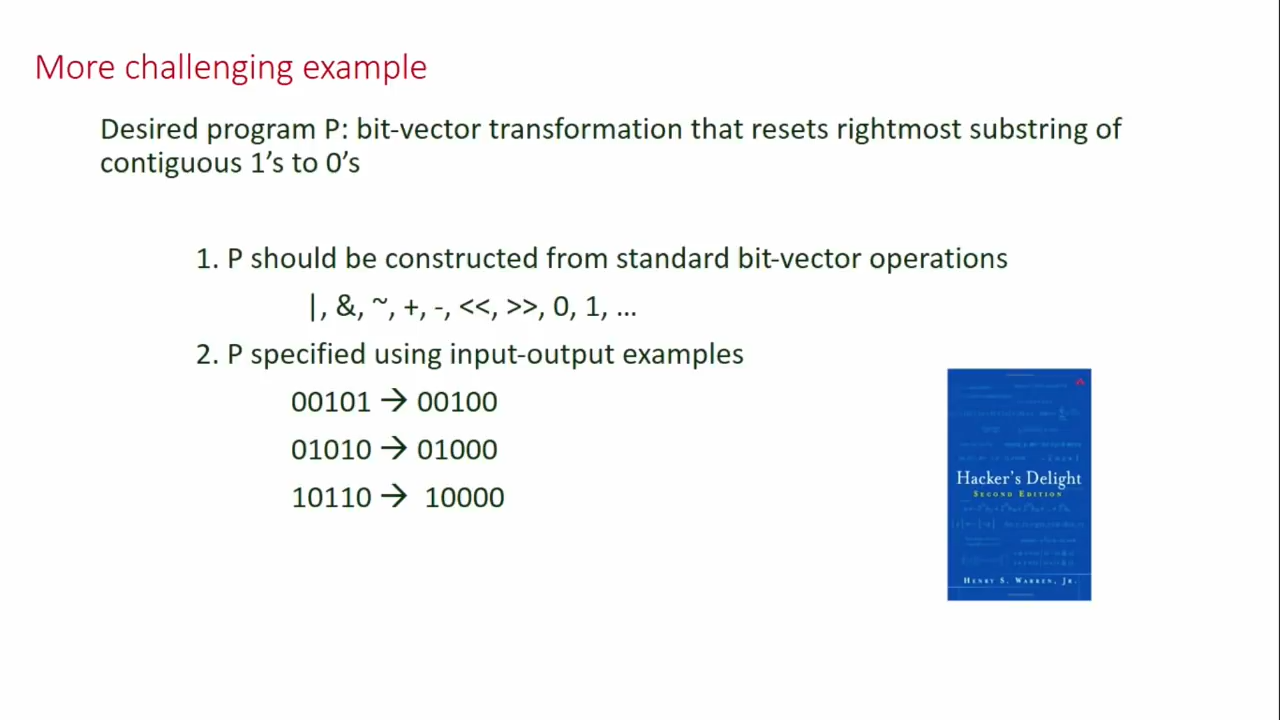 More challenging example
Desired program P: bit-vector transformation that resets rightmost substring of
contiguous 1's to 0's
1. P should be constructed from standard bit-vector operations
|, &, ~, +, -, <<, >>, 0, 1, …
2. P specified using input-output examples
00101 → 00100
01010 → 01000
10110 → 10000
Hacker's Delight
SECOND EDITION
HENRY S. WARREN, JR.